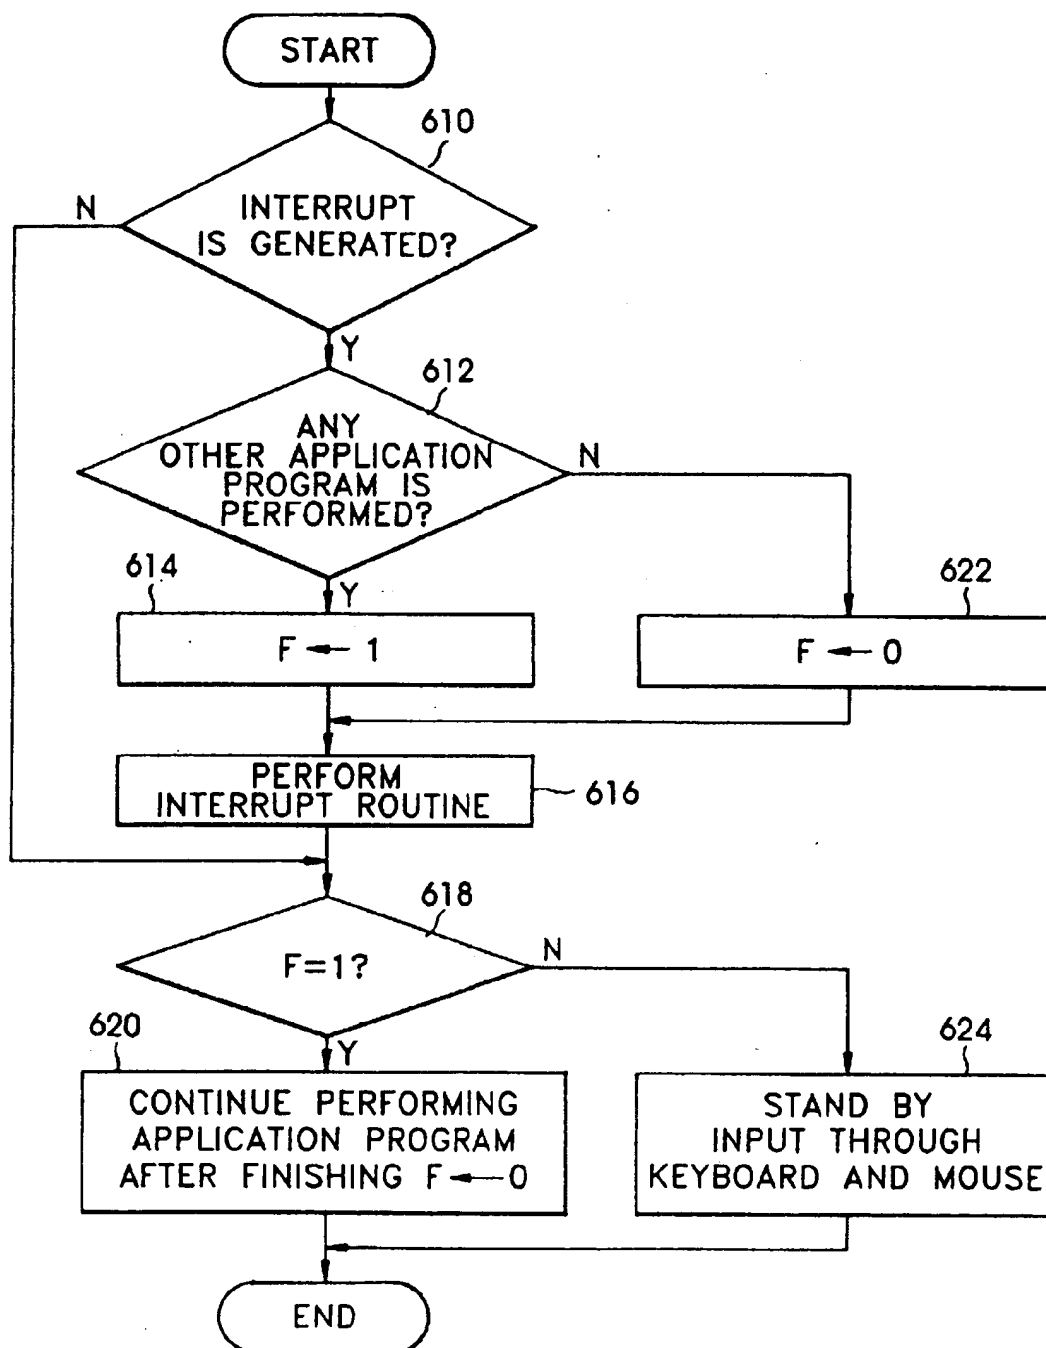 START
610
N
INTERRUPT
IS GENERATED?
Y
612
ANY
OTHER APPLICATION
PROGRAM IS
PERFORMED?
N
614
Y
622
F ← 1
F ← 0
PERFORM
INTERRUPT ROUTINE
616
618
F=1?
N
620
Y
624
CONTINUE PERFORMING
APPLICATION PROGRAM
AFTER FINISHING F ← 0
STAND BY
INPUT THROUGH
KEYBOARD AND MOUSE
END